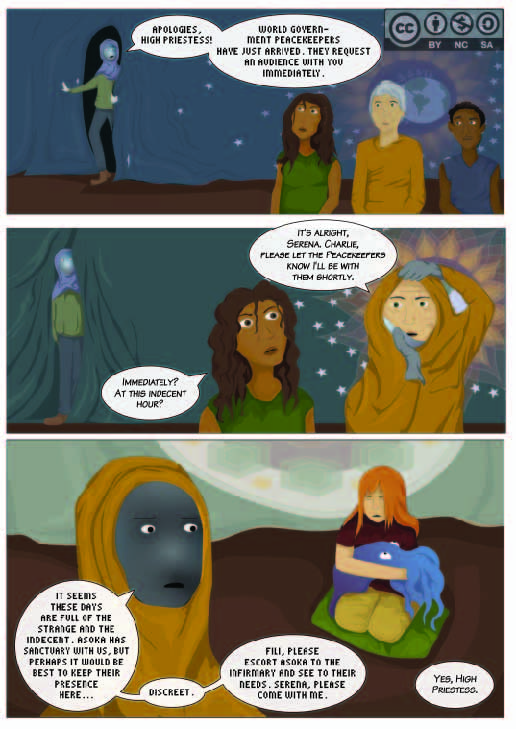 APOLOGIES,
HIGH PRIESTESS!
WORLD GOVERN-
MENT PEACEKEEPERS
HAVE JUST ARRIVED. THEY REQUEST
AN AUDIENCE WITH YOU
IMMEDIATELY.
CC
BY NC SA
IT'S ALRIGHT,
SERENA. CHARLIE,
PLEASE LET THE PEACEKEEPERS
KNOW I'LL BE WITH
THEM SHORTLY.
IMMEDIATELY?
AT THIS INDECENT
HOUR?
IT SEEMS
THESE DAYS
ARE FULL OF THE
STRANGE AND THE
INDECENT. ASOKA HAS
SANCTUARY WITH US, BUT
PERHAPS IT WOULD BE
BEST TO KEEP THEIR
PRESENCE
HERE...
DISCREET.
FILI, PLEASE
ESCORT ASOKA TO THE
INFIRMARY AND SEE TO THEIR
NEEDS. SERENA, PLEASE
COME WITH ME.
YES, HIGH
PRIESTESS.